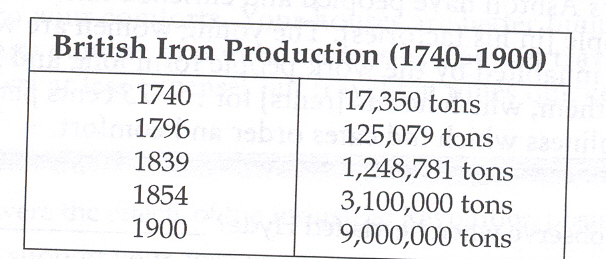 British Iron Production (1740–1900)
1740 17,350 tons
1796 125,079 tons
1839 1,248,781 tons
1854 3,100,000 tons
1900 9,000,000 tons